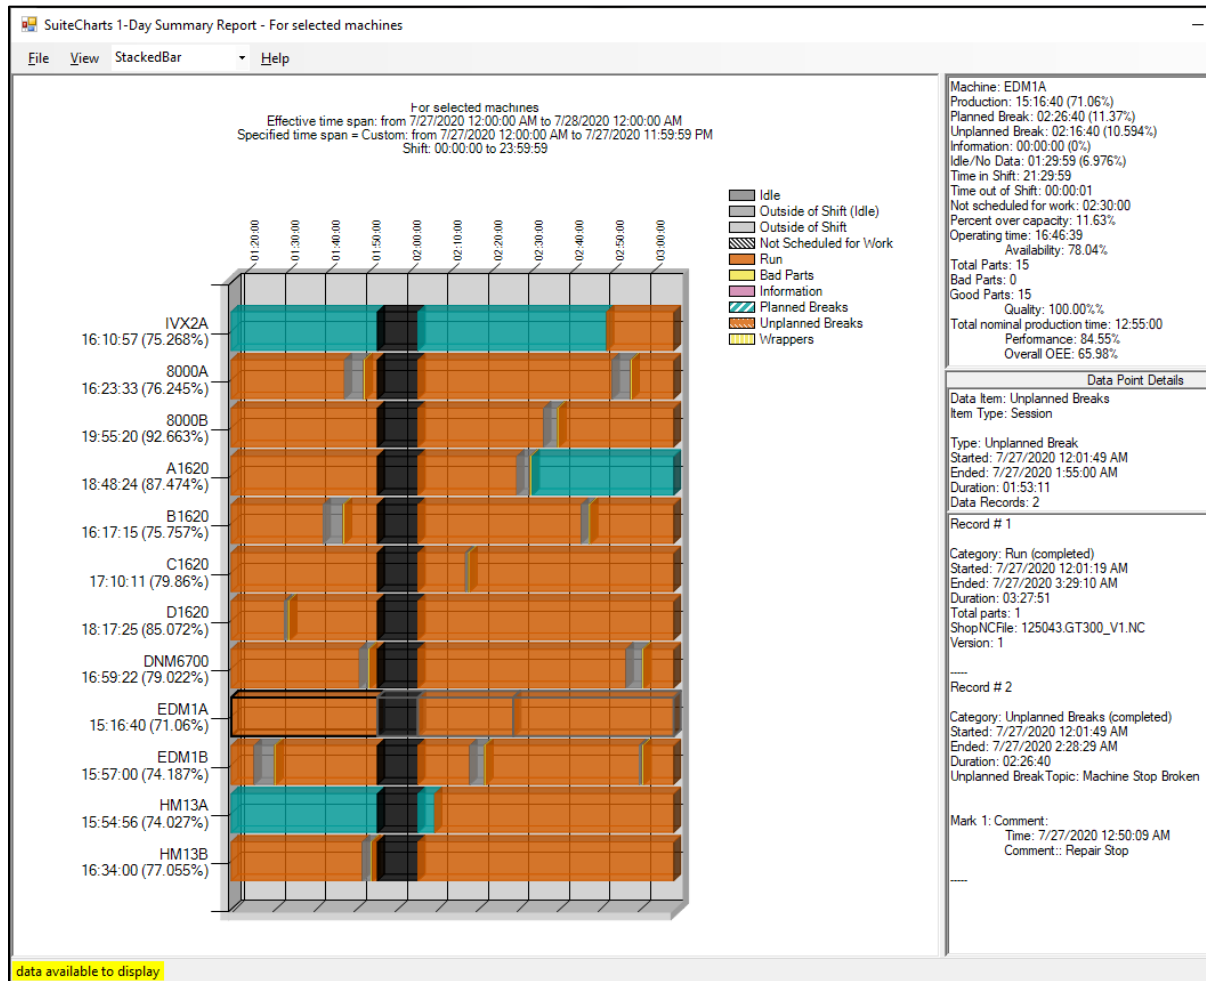 SuiteCharts 1-Day Summary Report - For selected machines
File View StackedBar Help
For selected machines
Effective time span: from 7/27/2020 12:00:00 AM to 7/28/2020 12:00:00 AM
Specified time span = Custom: from 7/27/2020 12:00:00 AM to 7/27/2020 11:59:59 PM
Shift: 00:00:00 to 23:59:59
Idle
Outside of Shift (Idle)
Outside of Shift
Not Scheduled for Work
Run
Bad Parts
Information
Planned Breaks
Unplanned Breaks
Wrappers
01:20:00
01:30:00
01:40:00
01:50:00
02:00:00
02:10:00
02:20:00
02:30:00
02:40:00
02:50:00
03:00:00
IVX2A
16:10:57 (75.268%)
8000A
16:23:33 (76.245%)
8000B
19:55:20 (92.663%)
A1620
18:48:24 (87.474%)
B1620
16:17:15 (75.757%)
C1620
17:10:11 (79.86%)
D1620
18:17:25 (85.072%)
DNM6700
16:59:22 (79.022%)
EDM1A
15:16:40 (71.06%)
EDM1B
15:57:00 (74.187%)
HM13A
15:54:56 (74.027%)
HM13B
16:34:00 (77.055%)
Machine: EDM1A
Production: 15:16:40 (71.06%)
Planned Break: 02:26:40 (11.37%)
Unplanned Break: 02:16:40 (10.594%)
Information: 00:00:00 (0%)
Idle/No Data: 01:29:59 (6.976%)
Time in Shift: 21:29:59
Time out of Shift: 00:00:01
Not scheduled for work: 02:30:00
Percent over capacity: 11.63%
Operating time: 16:46:39
Availability: 78.04%
Total Parts: 15
Bad Parts: 0
Good Parts: 15
Quality: 100.00%%
Total nominal production time: 12:55:00
Performance: 84.55%
Overall OEE: 65.98%
Data Point Details
Data Item: Unplanned Breaks
Item Type: Session
Type: Unplanned Break
Started: 7/27/2020 12:01:49 AM
Ended: 7/27/2020 1:55:00 AM
Duration: 01:53:11
Data Records: 2
Record # 1
Category: Run (completed)
Started: 7/27/2020 12:01:19 AM
Ended: 7/27/2020 3:29:10 AM
Duration: 03:27:51
Total parts: 1
ShopNCFile: 125043.GT300_V1.NC
Version: 1
-----
Record # 2
Category: Unplanned Breaks (completed)
Started: 7/27/2020 12:01:49 AM
Ended: 7/27/2020 2:28:29 AM
Duration: 02:26:40
Unplanned BreakTopic: Machine Stop Broken
Mark 1: Comment:
Time: 7/27/2020 12:50:09 AM
Comment:: Repair Stop
-----
data available to display